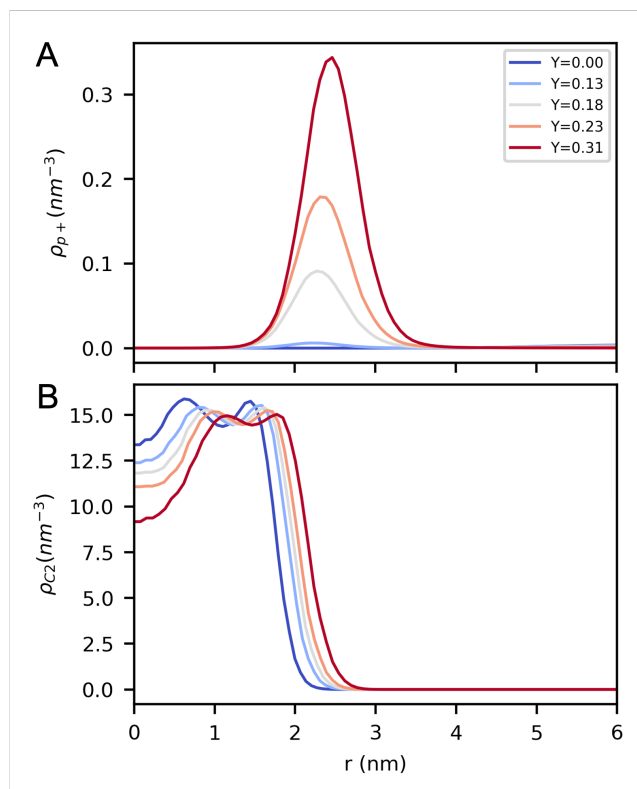 A
0.3
0.2
0.1
0.0
ρp+(nm−3)
Y=0.00
Y=0.13
Y=0.18
Y=0.23
Y=0.31
B
15.0
12.5
10.0
7.5
5.0
2.5
0.0
ρC2(nm−3)
0 1 2 3 4 5 6
r (nm)